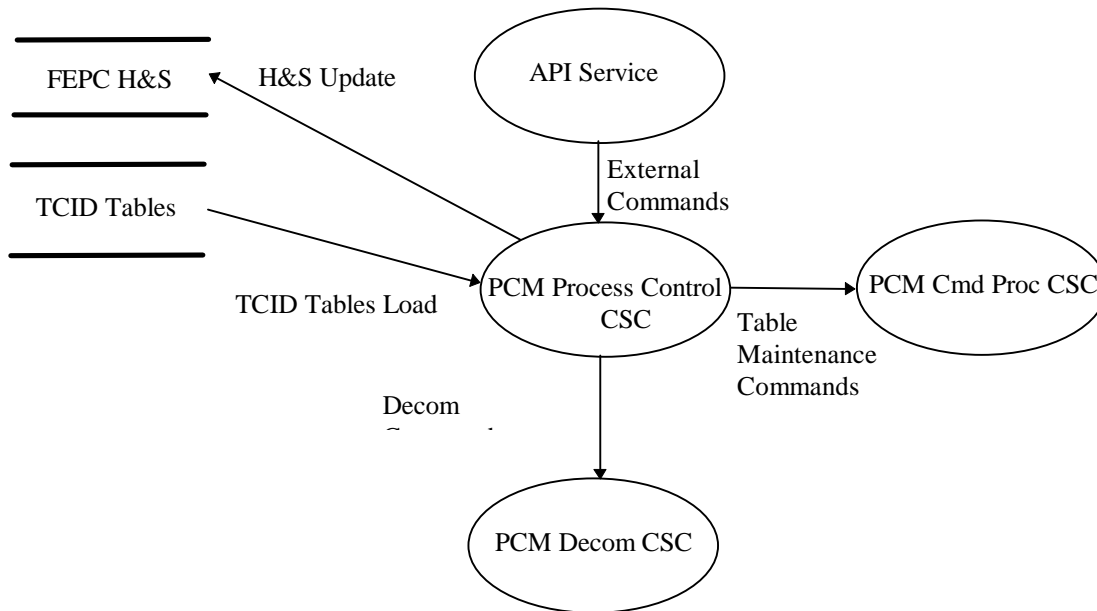 FEPC H&S
H&S Update
API Service
External
Commands
TCID Tables
TCID Tables Load
PCM Process Control
CSC
PCM Cmd Proc CSC
Table
Maintenance
Commands
Decom
PCM Decom CSC